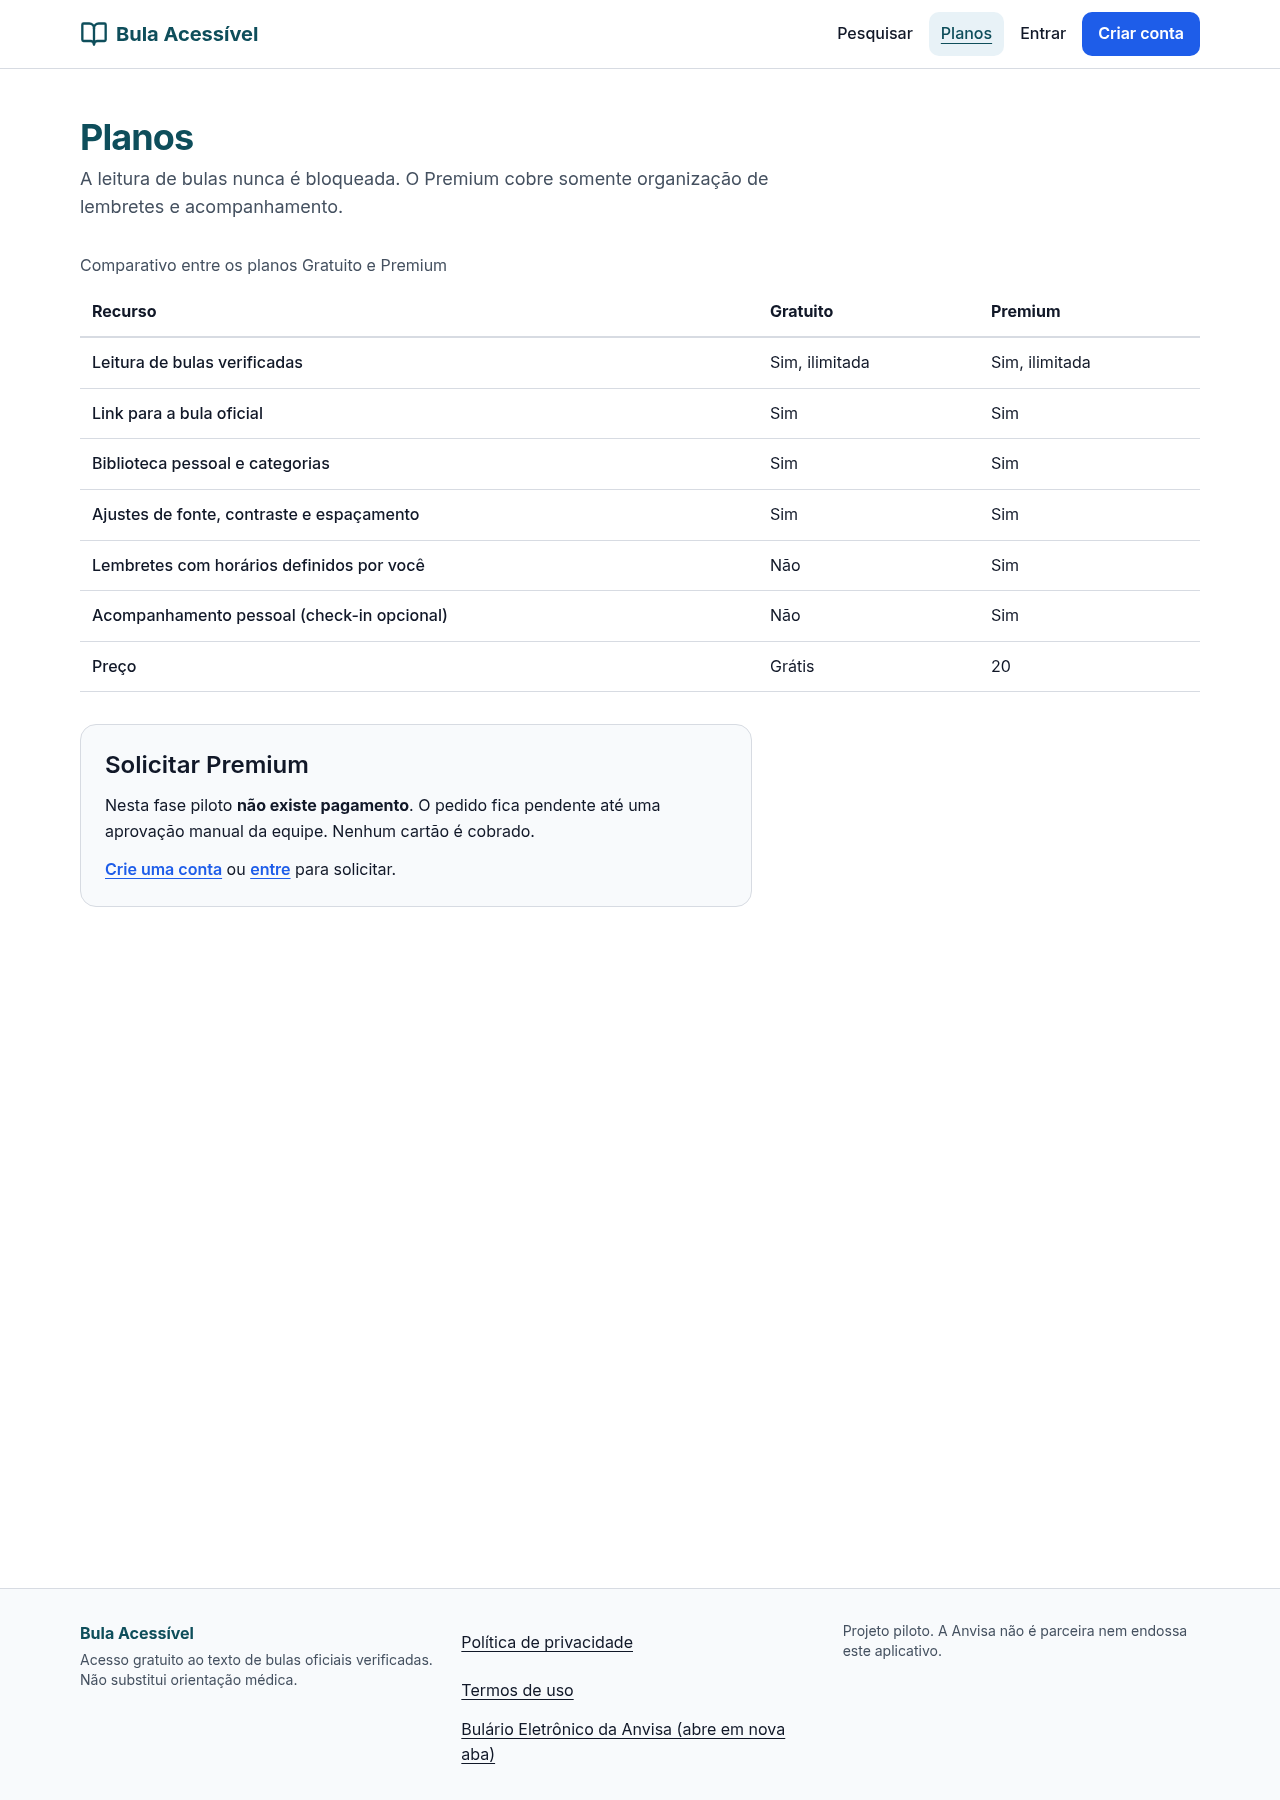 Bula Acessível
Pesquisar
Planos
Entrar
Criar conta
Planos
A leitura de bulas nunca é bloqueada. O Premium cobre somente organização de
lembretes e acompanhamento.
Comparativo entre os planos Gratuito e Premium
Recurso Gratuito Premium
Leitura de bulas verificadas Sim, ilimitada Sim, ilimitada
Link para a bula oficial Sim Sim
Biblioteca pessoal e categorias Sim Sim
Ajustes de fonte, contraste e espaçamento Sim Sim
Lembretes com horários definidos por você Não Sim
Acompanhamento pessoal (check-in opcional) Não Sim
Preço Grátis 20
Solicitar Premium
Nesta fase piloto não existe pagamento. O pedido fica pendente até uma
aprovação manual da equipe. Nenhum cartão é cobrado.
Crie uma conta ou entre para solicitar.
Bula Acessível
Acesso gratuito ao texto de bulas oficiais verificadas.
Não substitui orientação médica.
Política de privacidade
Termos de uso
Bulário Eletrônico da Anvisa (abre em nova
aba)
Projeto piloto. A Anvisa não é parceira nem endossa
este aplicativo.